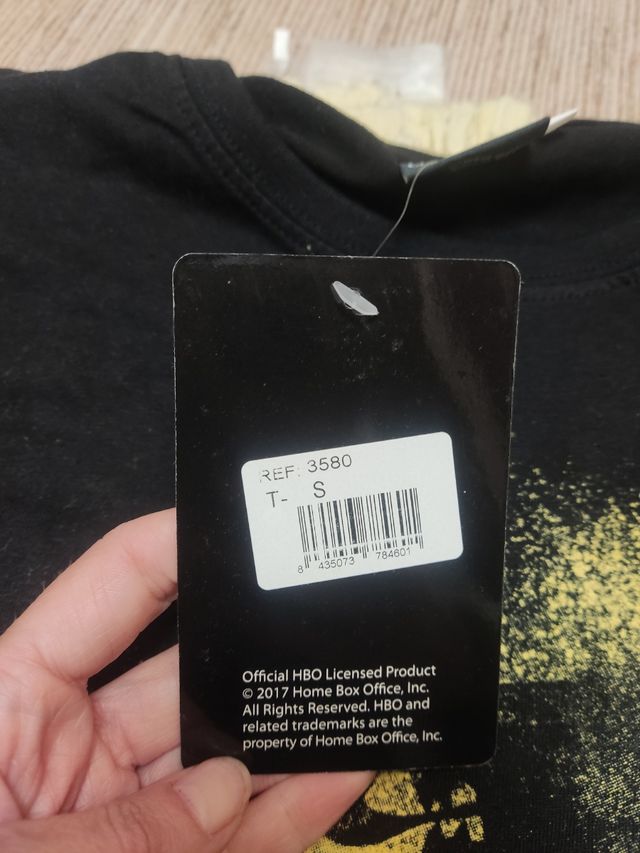 REF: 3580
T- S
8 435073 784601
Official HBO Licensed Product
© 2017 Home Box Office, Inc.
All Rights Reserved. HBO and
related trademarks are the
property of Home Box Office, Inc.